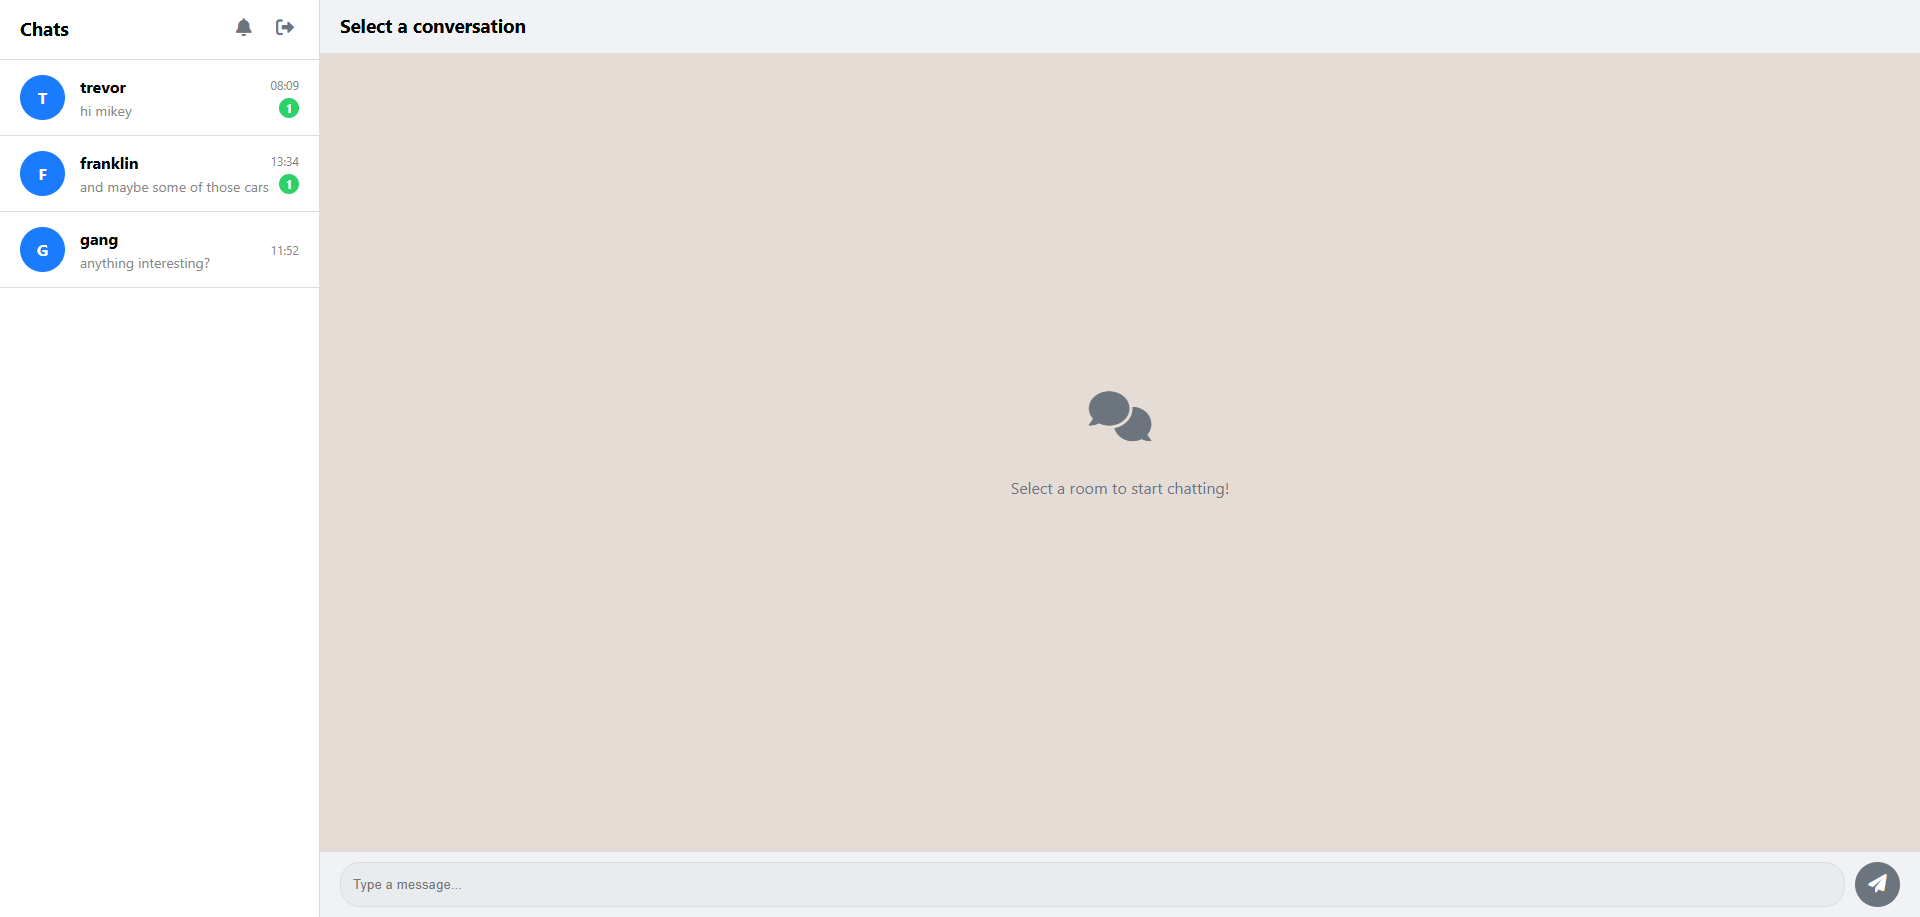 Chats
T
trevor
08:09
hi mikey
1
F
franklin
13:34
and maybe some of those cars
1
G
gang
11:52
anything interesting?
Select a conversation
Select a room to start chatting!
Type a message...